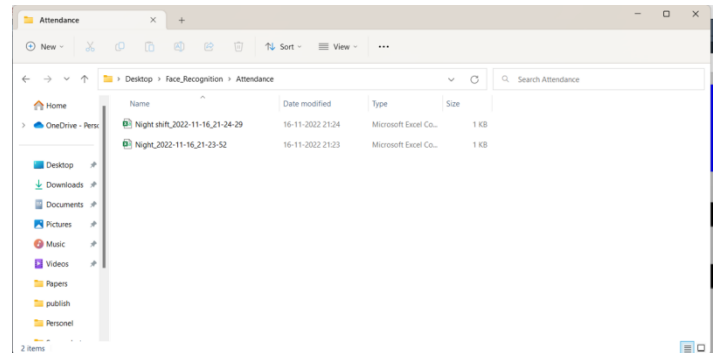 Attendance
New
Sort
View
Desktop > Face_Recognition > Attendance
Search Attendance
Name
Date modified
Type
Size
Night shift_2022-11-16_21-24-29
16-11-2022 21:24
Microsoft Excel Co...
1 KB
Night_2022-11-16_21-23-52
16-11-2022 21:23
Microsoft Excel Co...
1 KB
Home
OneDrive - Perso
Desktop
Downloads
Documents
Pictures
Music
Videos
Papers
publish
Personel
2 items